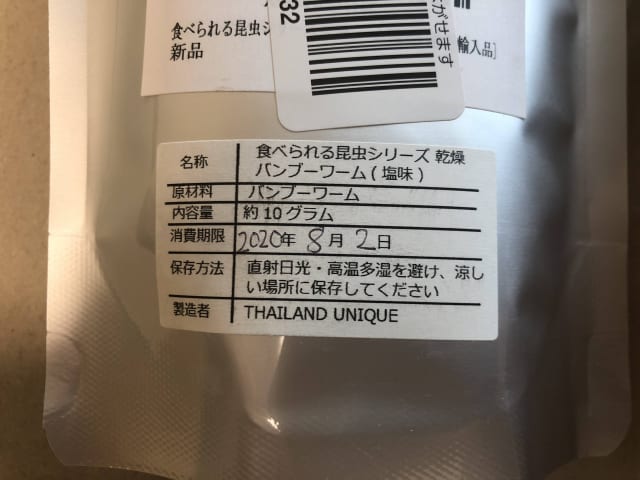 32
がせます
食べられる昆虫シ
輸入品]
新品
名称 食べられる昆虫シリーズ 乾燥
バンブーワーム(塩味)
原材料 バンブーワーム
内容量 約10グラム
消費期限 2020年 8月 2日
保存方法 直射日光・高温多湿を避け、涼し
い場所に保存してください
製造者 THAILAND UNIQUE